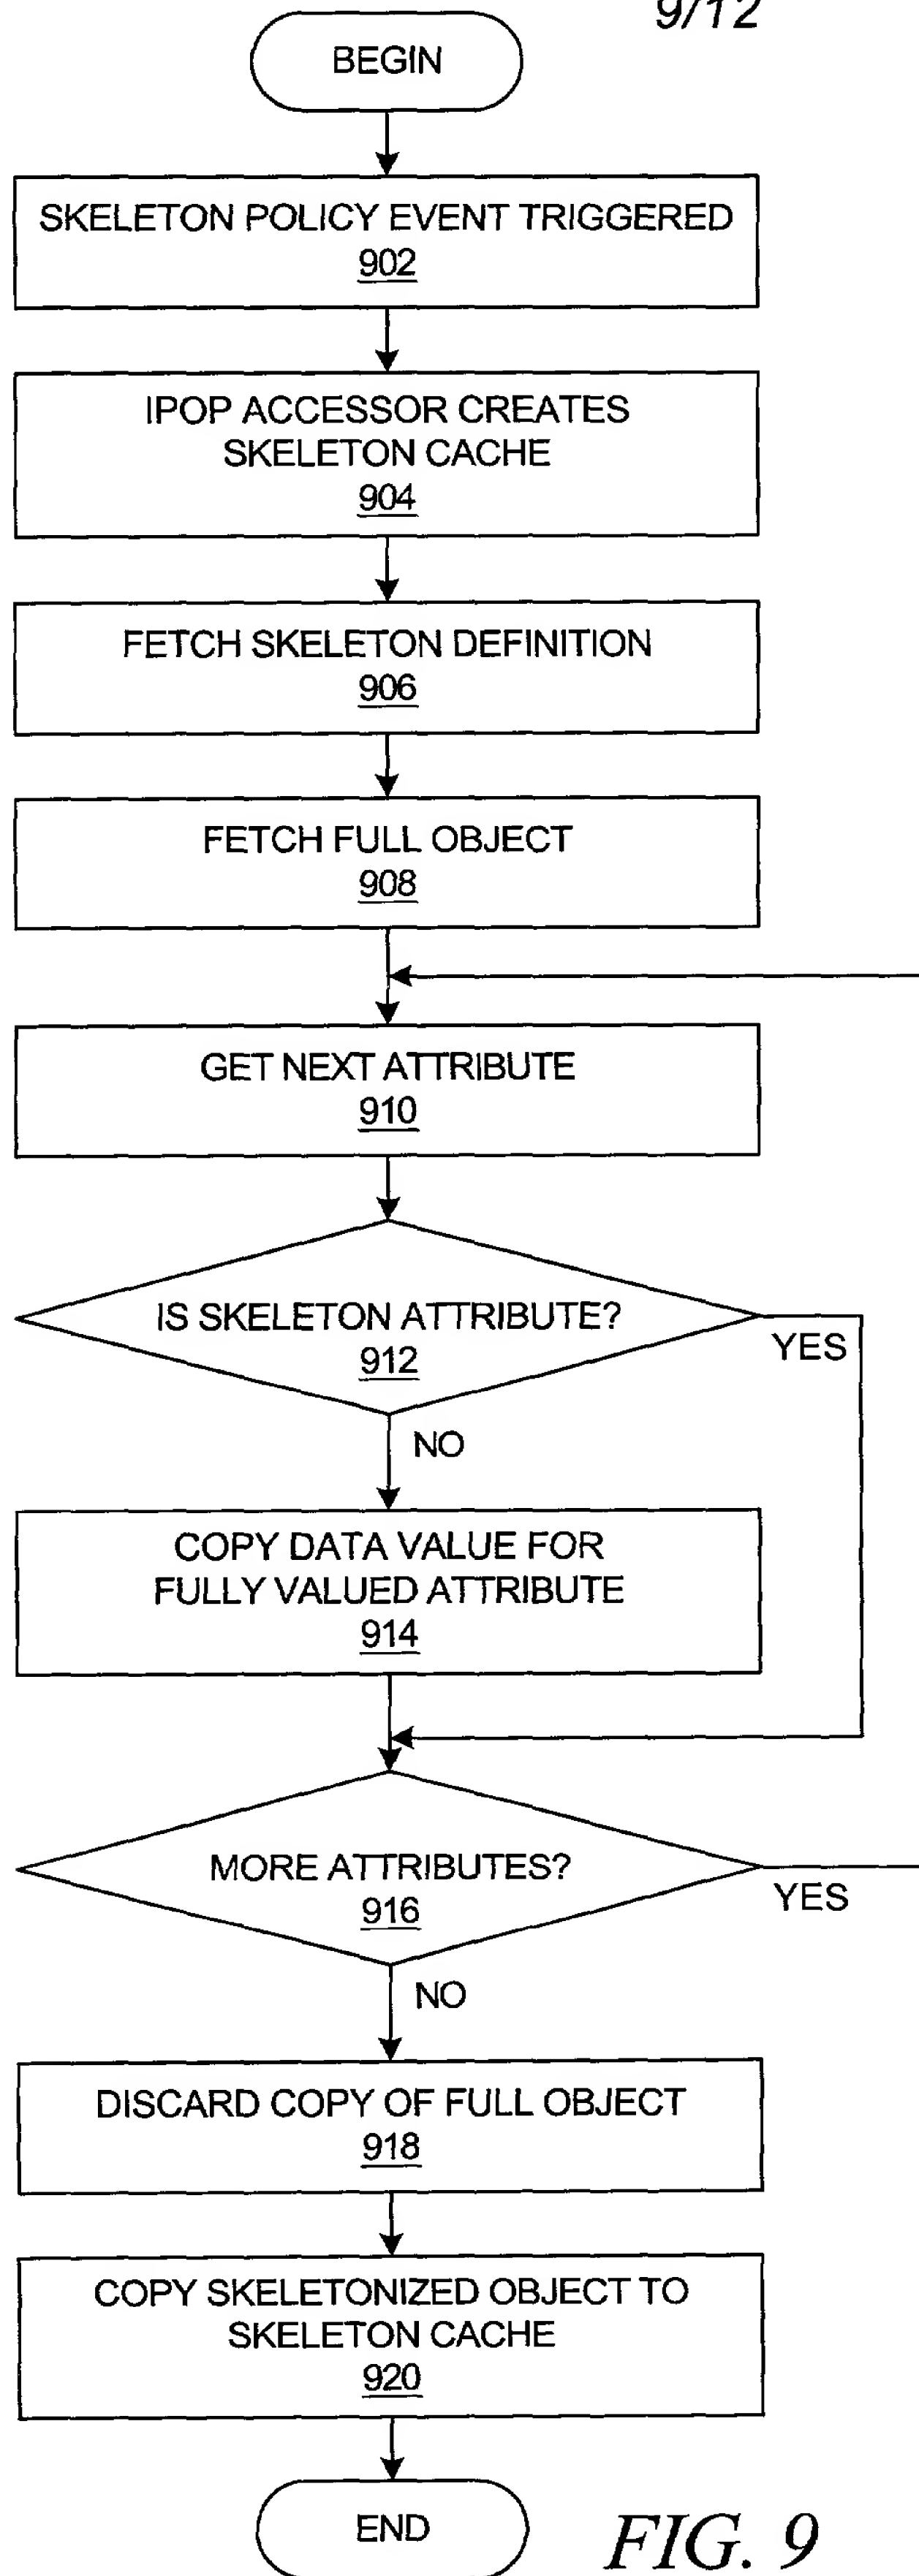 9/12
BEGIN
SKELETON POLICY EVENT TRIGGERED
902
IPOP ACCESSOR CREATES
SKELETON CACHE
904
FETCH SKELETON DEFINITION
906
FETCH FULL OBJECT
908
GET NEXT ATTRIBUTE
910
IS SKELETON ATTRIBUTE?
912
YES
NO
COPY DATA VALUE FOR
FULLY VALUED ATTRIBUTE
914
MORE ATTRIBUTES?
916
YES
NO
DISCARD COPY OF FULL OBJECT
918
COPY SKELETONIZED OBJECT TO
SKELETON CACHE
920
END
FIG. 9